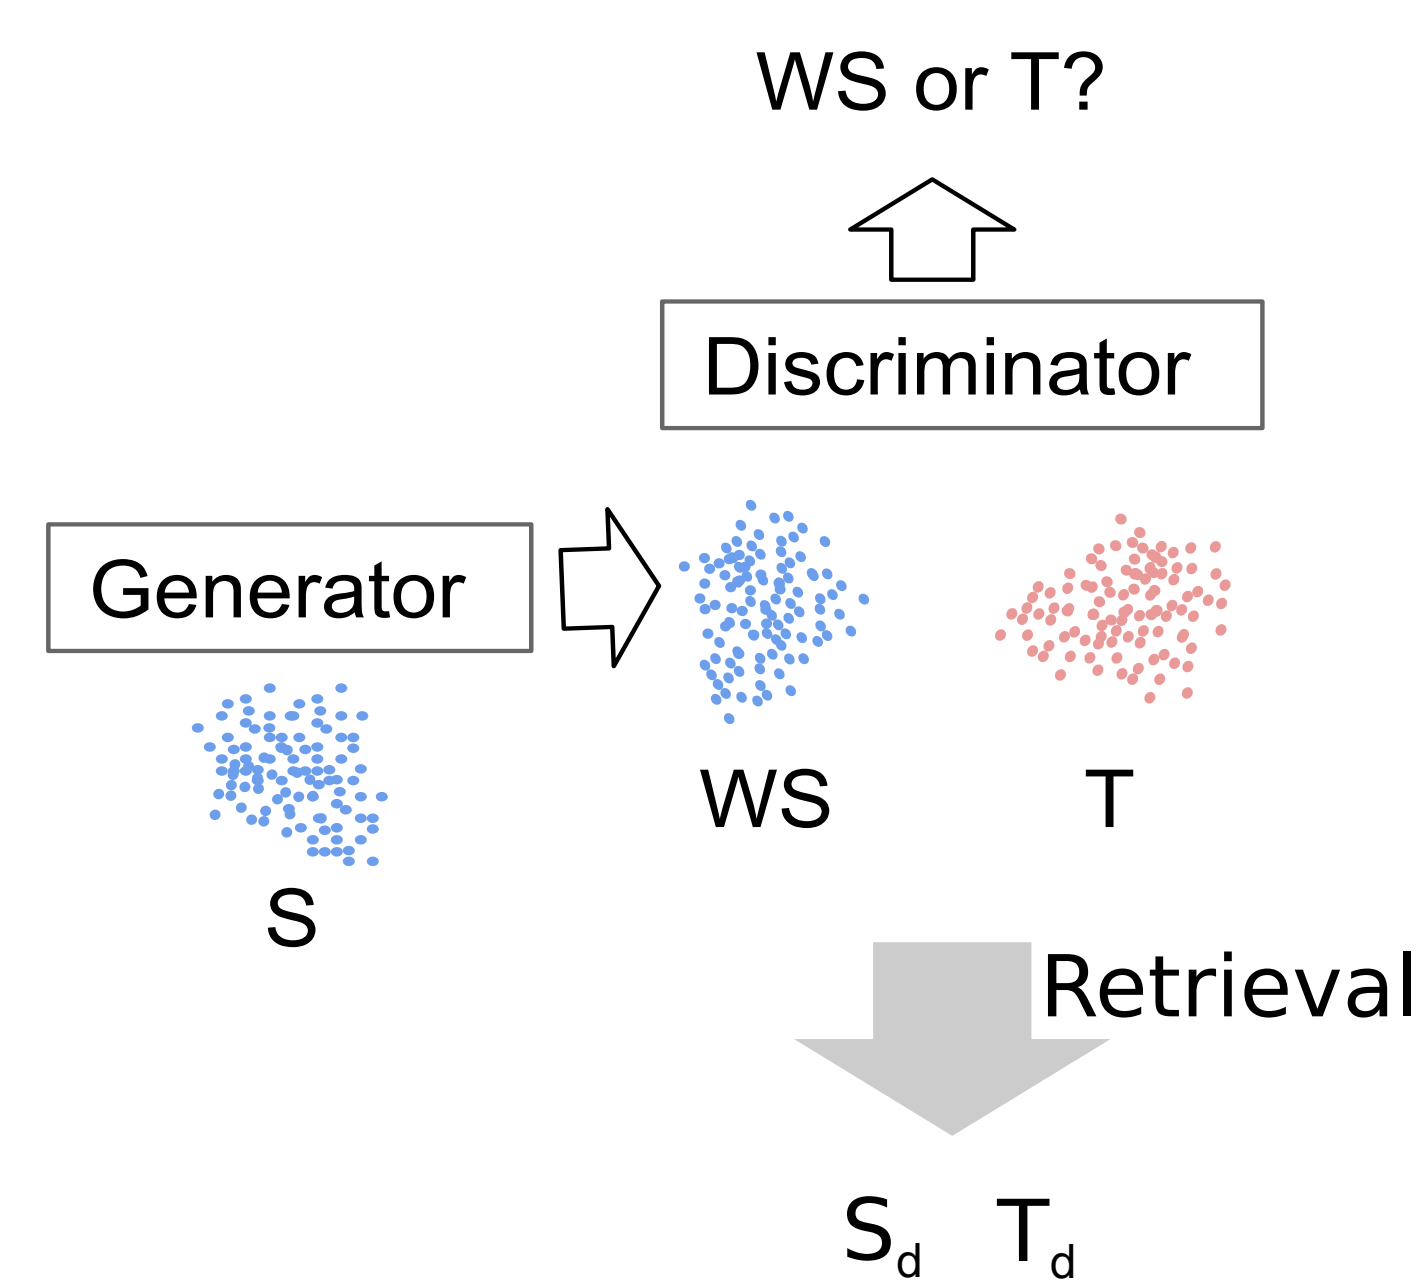 WS or T?
Discriminator
Generator
WS
T
S
Retrieval
Sd
Td